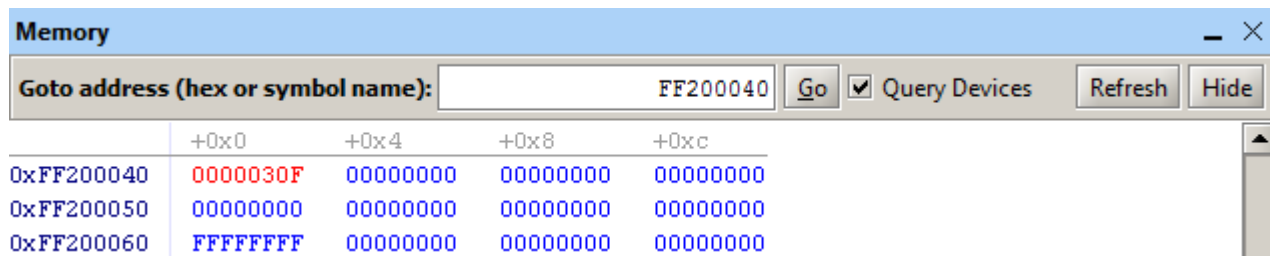 Memory
Goto address (hex or symbol name): FF200040 Go Query Devices Refresh Hide
+0x0 +0x4 +0x8 +0xc
0xFF200040 0000030F 00000000 00000000 00000000
0xFF200050 00000000 00000000 00000000 00000000
0xFF200060 FFFFFFFF 00000000 00000000 00000000